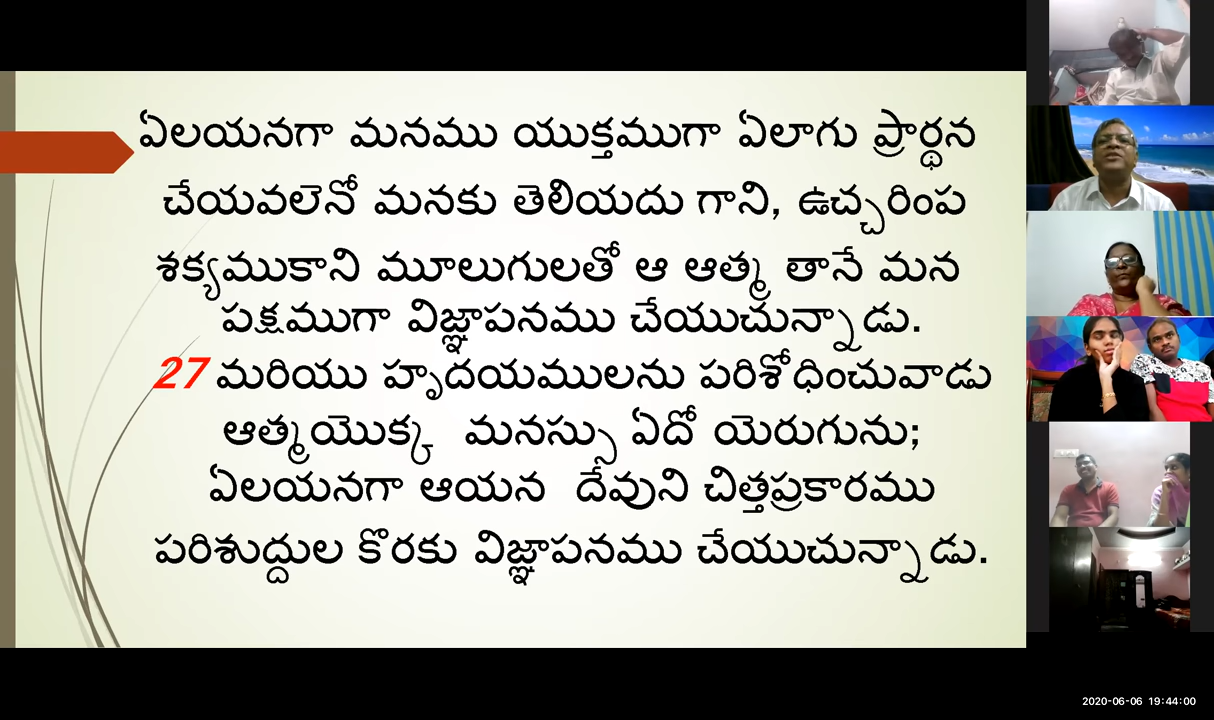 ఏలయనగా మనము యుక్తముగా ఏలాగు ప్రార్థన
చేయవలెనో మనకు తెలియదు గాని, ఉచ్చరింప
శక్యముకాని మూలుగులతో ఆ ఆత్మ తానే మన
పక్షముగా విజ్ఞాపనము చేయుచున్నాడు.
27 మరియు హృదయములను పరిశోధించువాడు
ఆత్మయొక్క మనస్సు ఏదో యెరుగును;
ఏలయనగా ఆయన దేవుని చిత్తప్రకారము
పరిశుద్దుల కొరకు విజ్ఞాపనము చేయుచున్నాడు.
2020-06-06 19:44:00